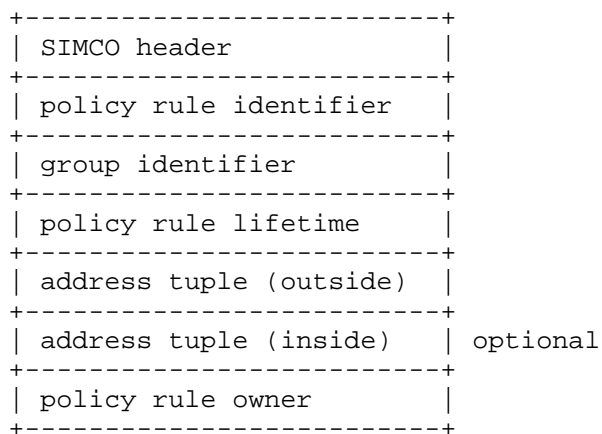 +--------------------------+
| SIMCO header             |
+--------------------------+
| policy rule identifier   |
+--------------------------+
| group identifier         |
+--------------------------+
| policy rule lifetime     |
+--------------------------+
| address tuple (outside)  |
+--------------------------+
| address tuple (inside)   | optional
+--------------------------+
| policy rule owner        |
+--------------------------+